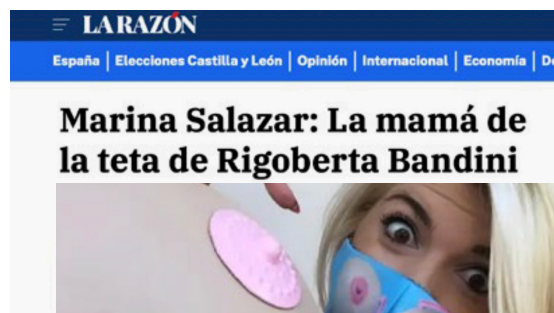 LA RAZÓN
España | Elecciones Castilla y León | Opinión | Internacional | Economía |
Marina Salazar: La mamá de
la teta de Rigoberta Bandini